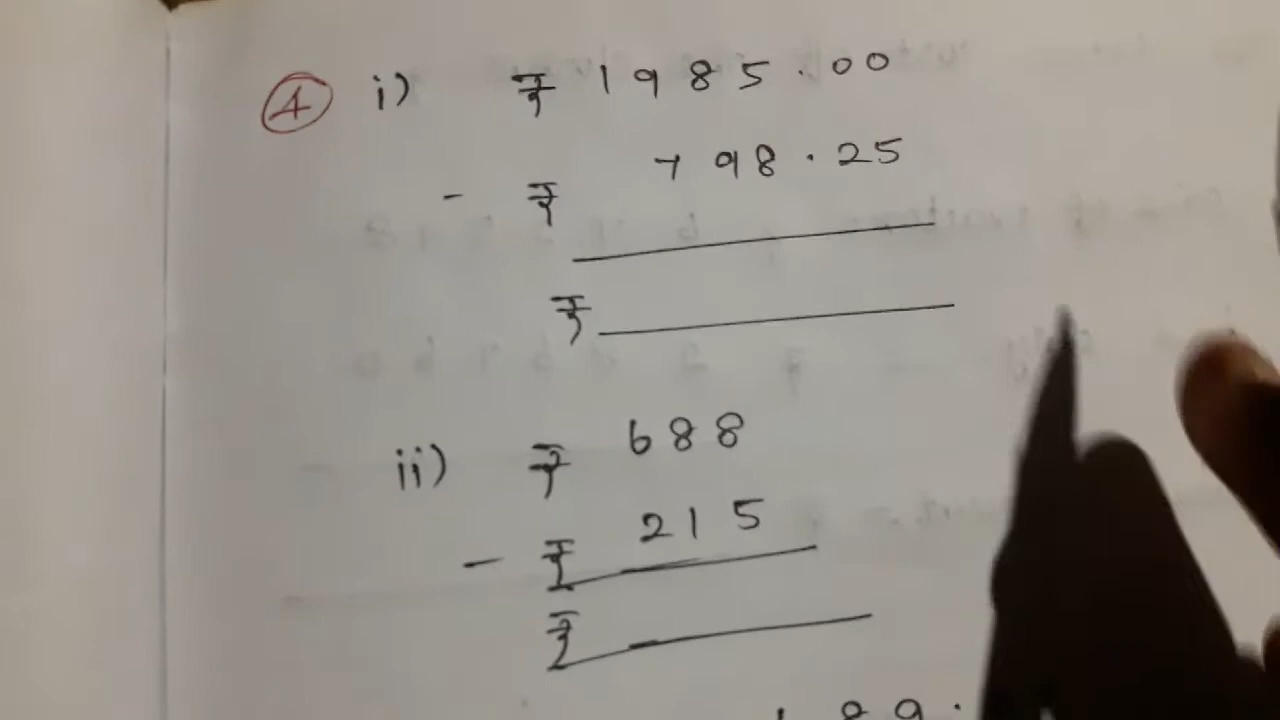 4 i) ₹ 1985.00
- ₹ 798.25
₹
ii) ₹ 688
- ₹ 215
₹